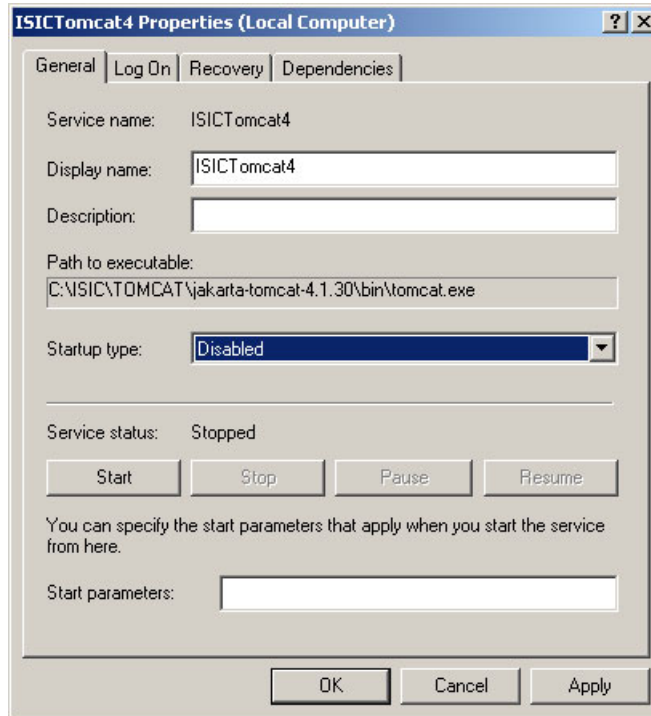 ISICTomcat4 Properties (Local Computer)
General Log On Recovery Dependencies
Service name: ISICTomcat4
Display name: ISICTomcat4
Description:
Path to executable:
C:\ISIC\TOMCAT\jakarta-tomcat-4.1.30\bin\tomcat.exe
Startup type: Disabled
Service status: Stopped
Start Stop Pause Resume
You can specify the start parameters that apply when you start the service
from here.
Start parameters:
OK Cancel Apply